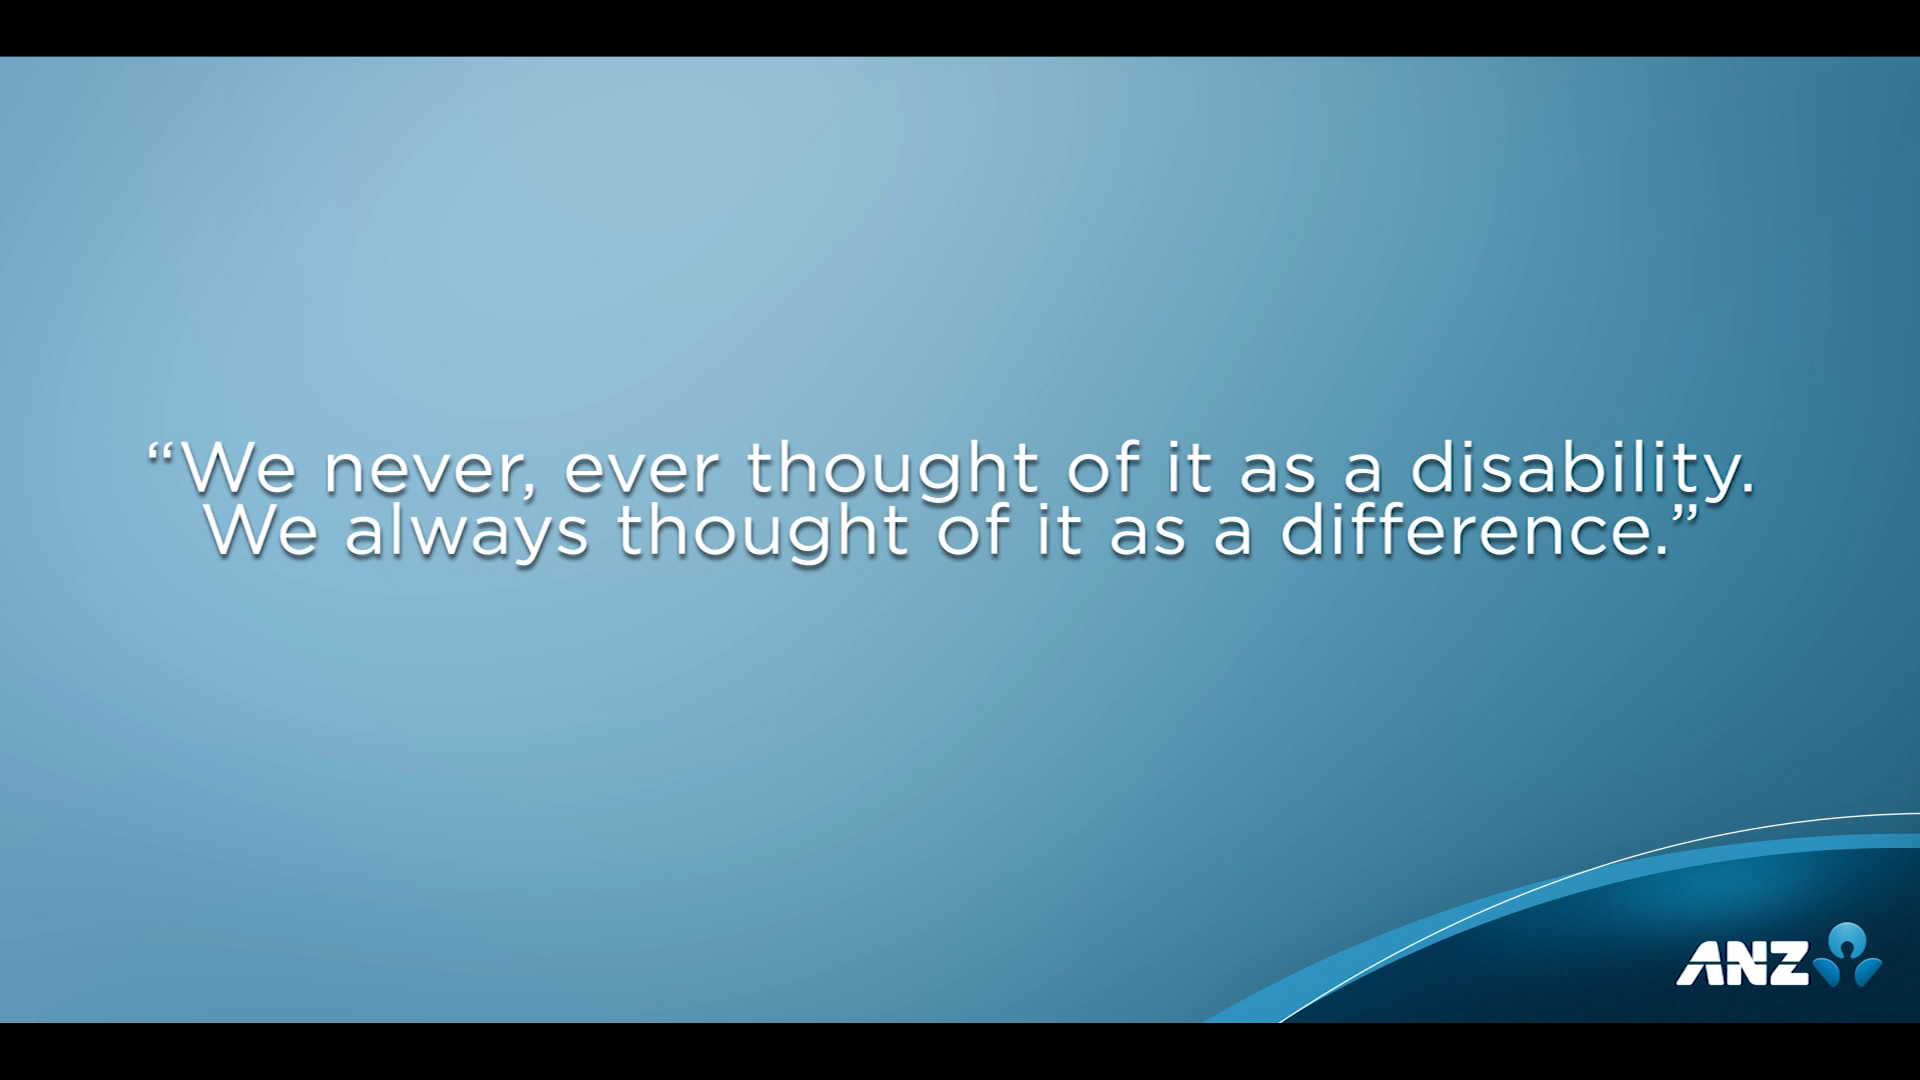 “We never, ever thought of it as a disability.
We always thought of it as a difference.”
ANZ